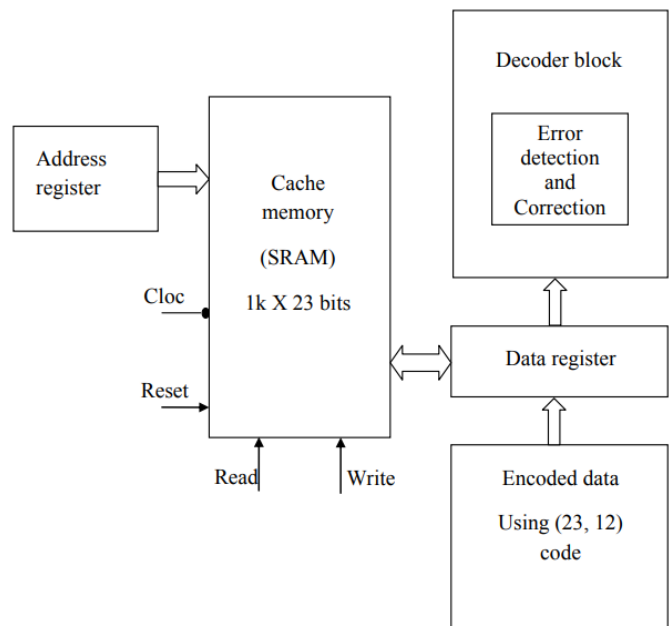 Address
register
Cache
memory
(SRAM)
1k X 23 bits
Cloc
Reset
Read
Write
Decoder block
Error
detection
and
Correction
Data register
Encoded data
Using (23, 12)
code